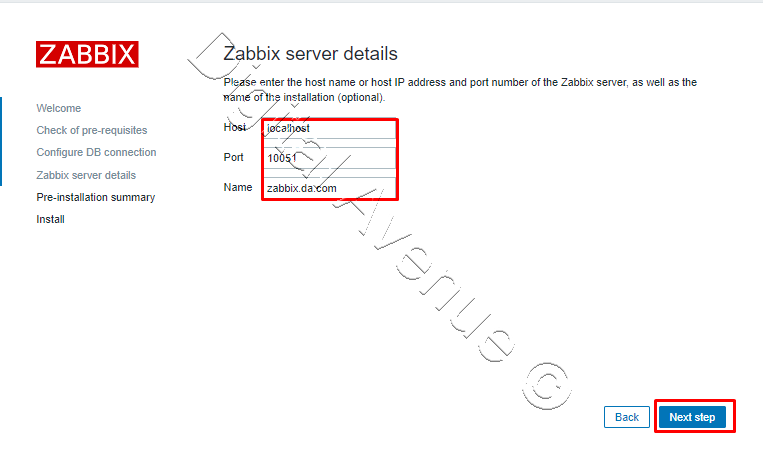 ZABBIX
Zabbix server details
Please enter the host name or host IP address and port number of the Zabbix server, as well as the
name of the installation (optional).
Welcome
Check of pre-requisites
Configure DB connection
Zabbix server details
Pre-installation summary
Install
Host localhost
Port 10051
Name zabbix.da.com
Digital Avenue ©
Back Next step